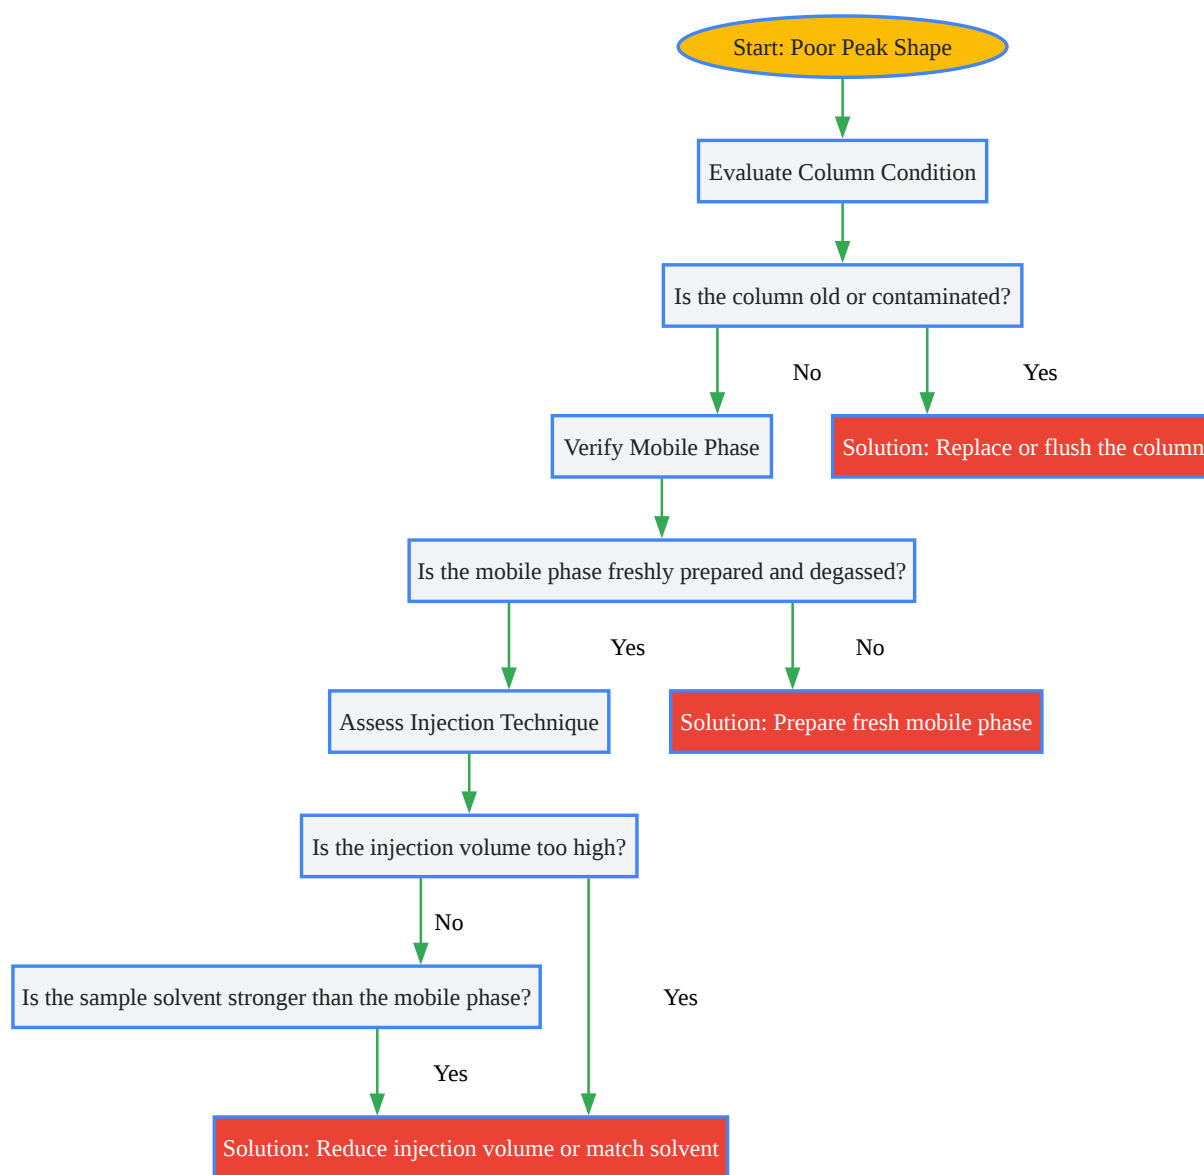 Start: Poor Peak Shape
Evaluate Column Condition
Is the column old or contaminated?
No
Yes
Verify Mobile Phase
Solution: Replace or flush the column
Is the mobile phase freshly prepared and degassed?
Yes
No
Assess Injection Technique
Solution: Prepare fresh mobile phase
Is the injection volume too high?
No
Is the sample solvent stronger than the mobile phase?
Yes
Yes
Solution: Reduce injection volume or match solvent